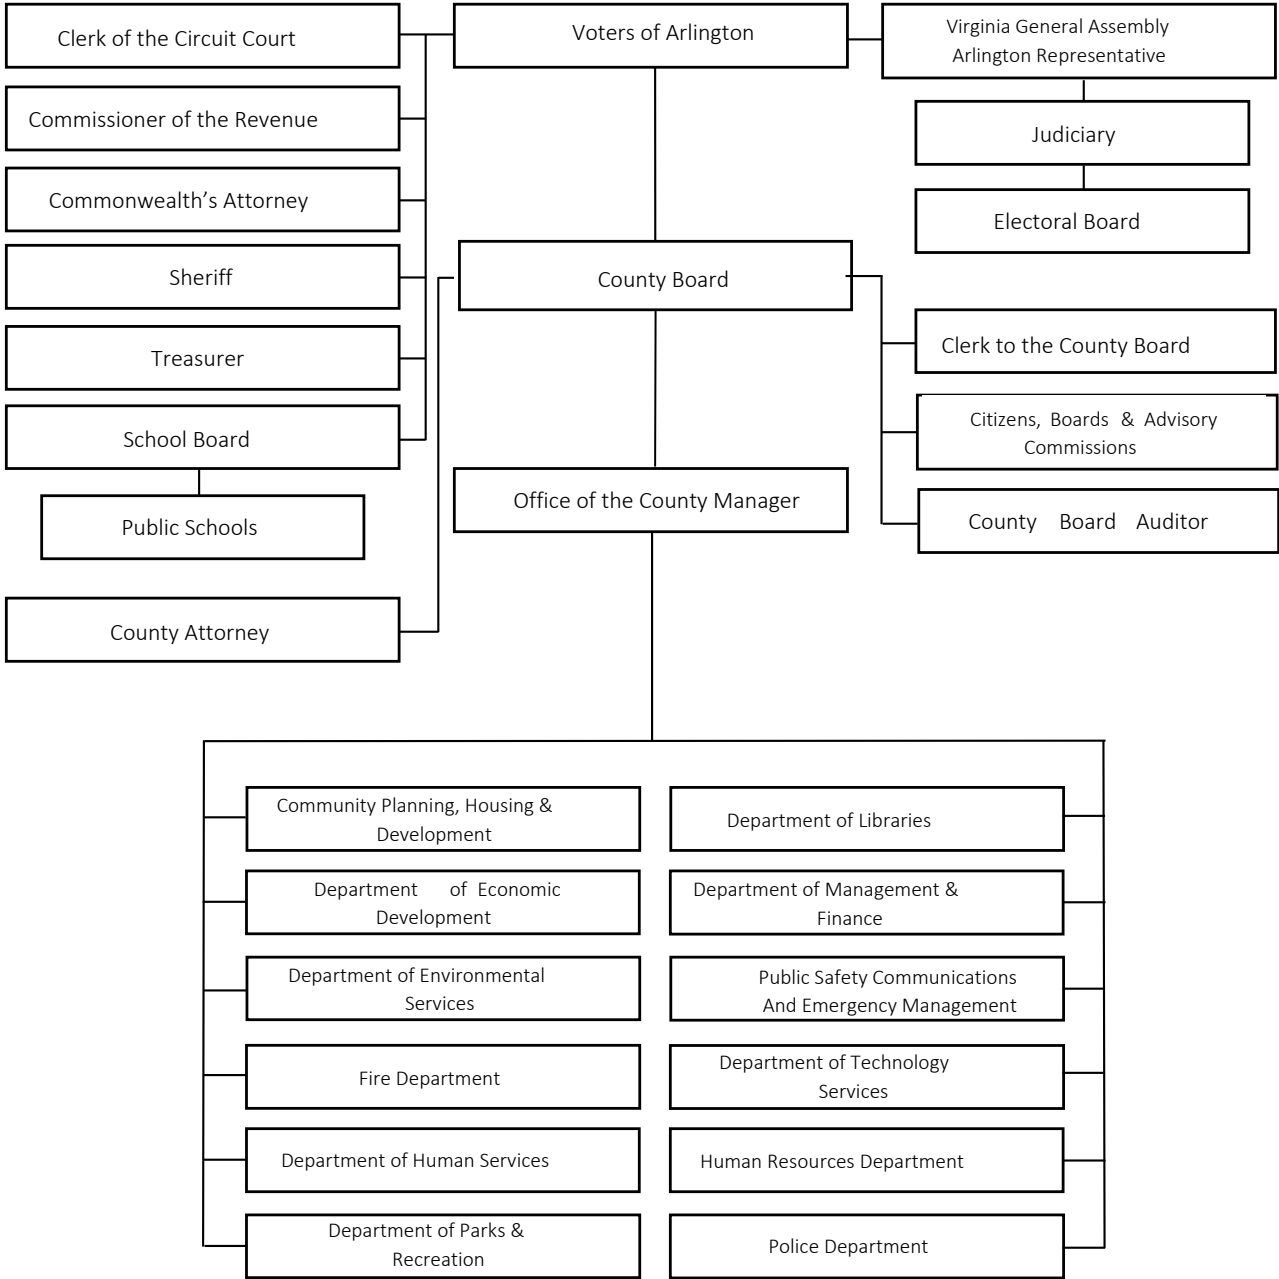 Clerk of the Circuit Court
Voters of Arlington
Virginia General Assembly
Arlington Representative
Commissioner of the Revenue
Judiciary
Commonwealth’s Attorney
Electoral Board
Sheriff
County Board
Treasurer
Clerk to the County Board
School Board
Citizens, Boards & Advisory
Commissions
Public Schools
Office of the County Manager
County Board Auditor
County Attorney
Community Planning, Housing &
Development
Department of Libraries
Department of Economic
Development
Department of Management &
Finance
Department of Environmental
Services
Public Safety Communications
And Emergency Management
Fire Department
Department of Technology
Services
Department of Human Services
Human Resources Department
Department of Parks &
Recreation
Police Department